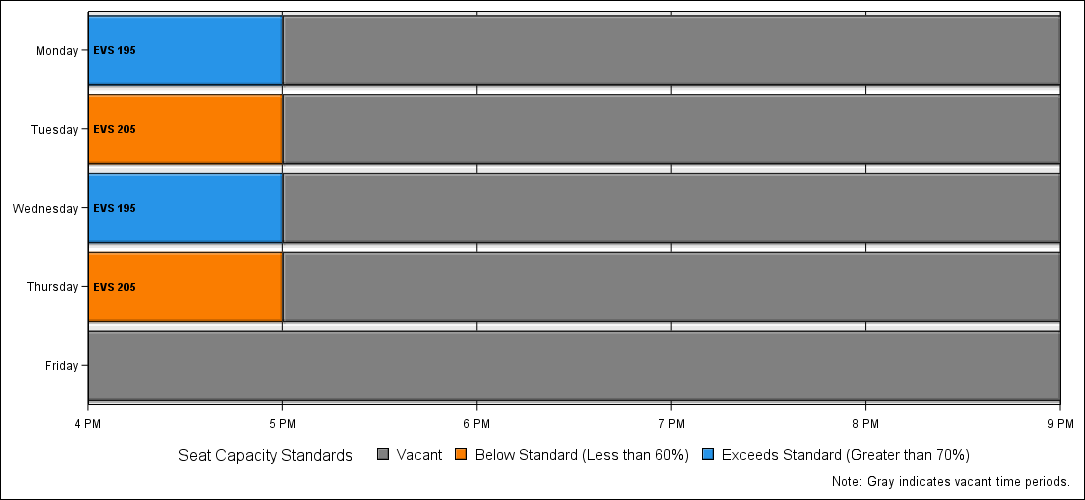 Monday EVS 195
Tuesday EVS 205
Wednesday EVS 195
Thursday EVS 205
Friday
4 PM 5 PM 6 PM 7 PM 8 PM 9 PM
Seat Capacity Standards Vacant Below Standard (Less than 60%) Exceeds Standard (Greater than 70%)
Note: Gray indicates vacant time periods.